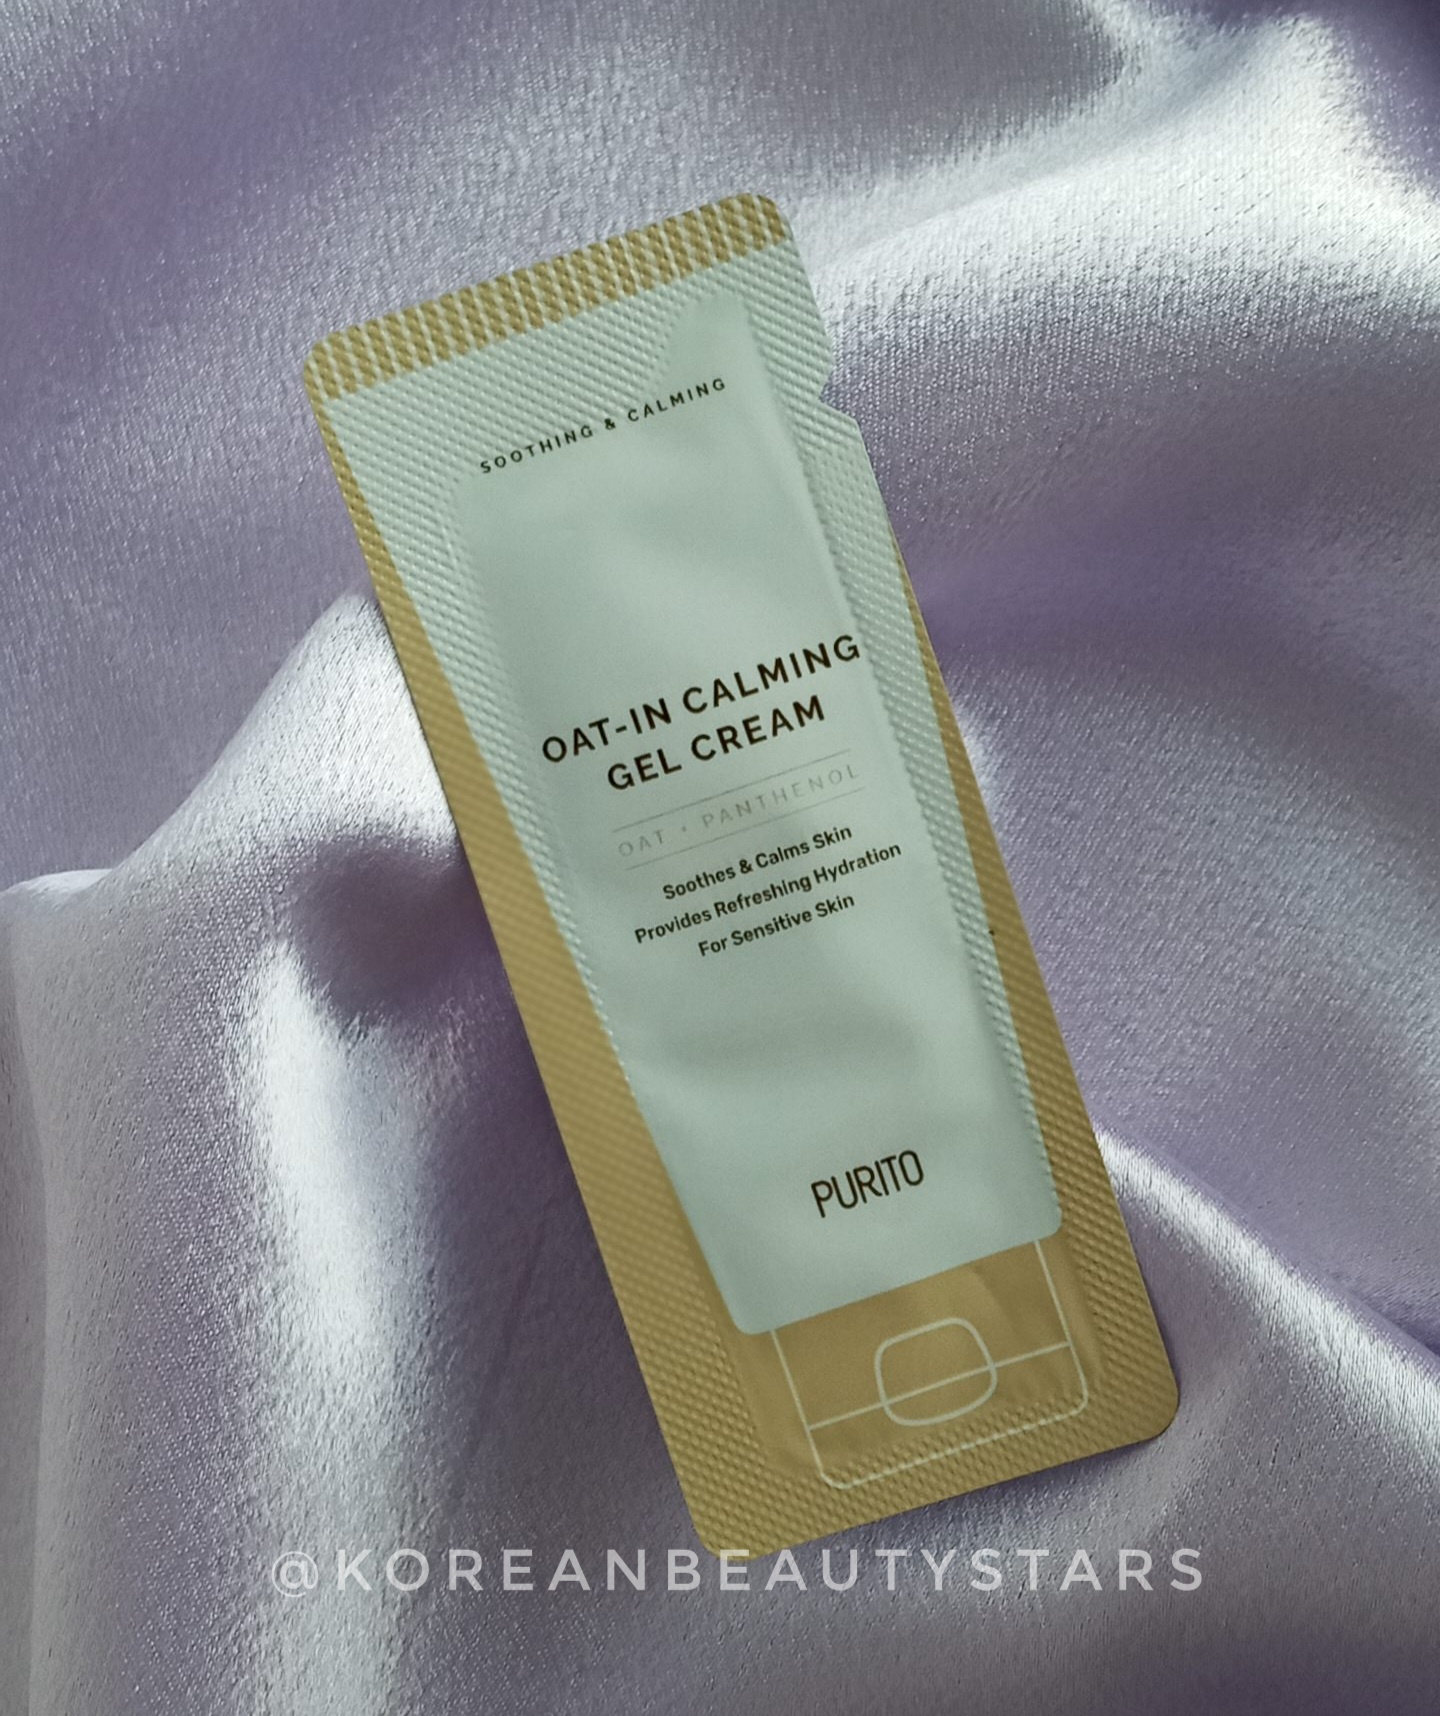 SOOTHING & CALMING
OAT-IN CALMING
GEL CREAM
OAT + PANTHENOL
Soothes & Calms Skin
Provides Refreshing Hydration
For Sensitive Skin
PURITO
@KOREANBEAUTYSTARS